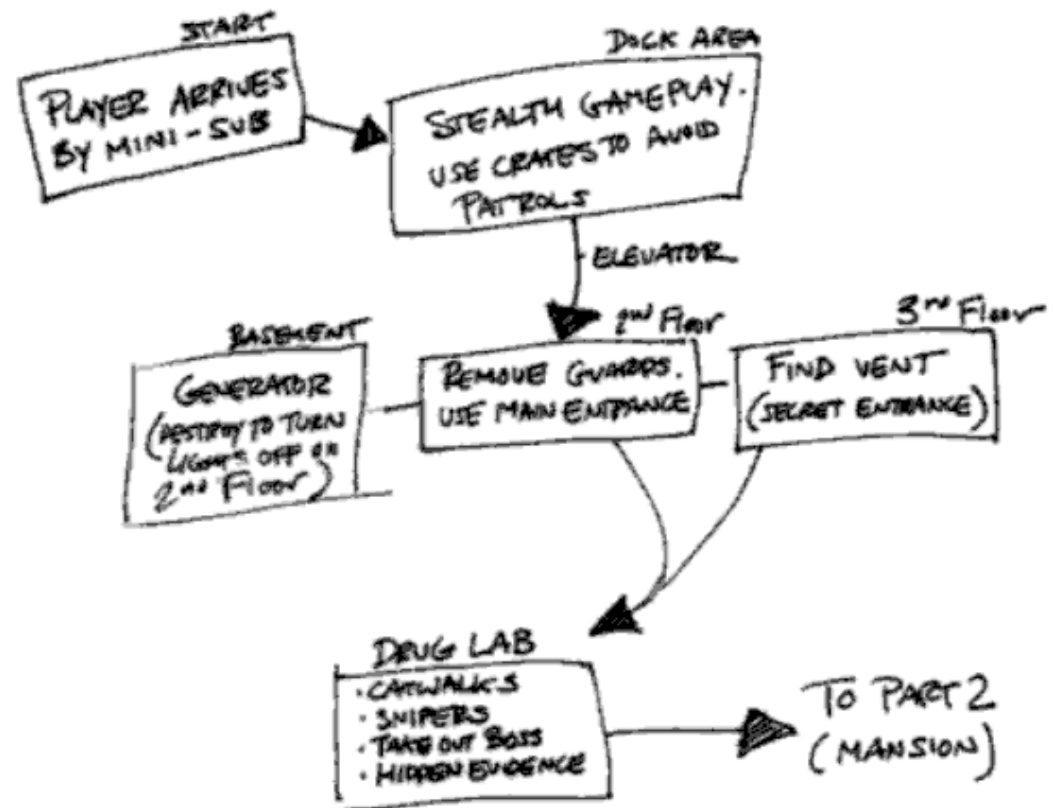 START
PLAYER ARRIVES
BY MINI-SUB
DOCK AREA
STEALTH GAMEPLAY.
USE CRATES TO AVOID
PATROLS
ELEVATOR
BASEMENT
GENERATOR
(DESTROY TO TURN
LIGHTS OFF ON
2nd Floor)
2nd Floor
REMOVE GUARDS.
USE MAIN ENTRANCE
3rd Floor
FIND VENT
(SECRET ENTRANCE)
DRUG LAB
· CATWALKS
· SNIPERS
· TAKE OUT BOSS
· HIDDEN EVIDENCE
TO PART 2
(MANSION)